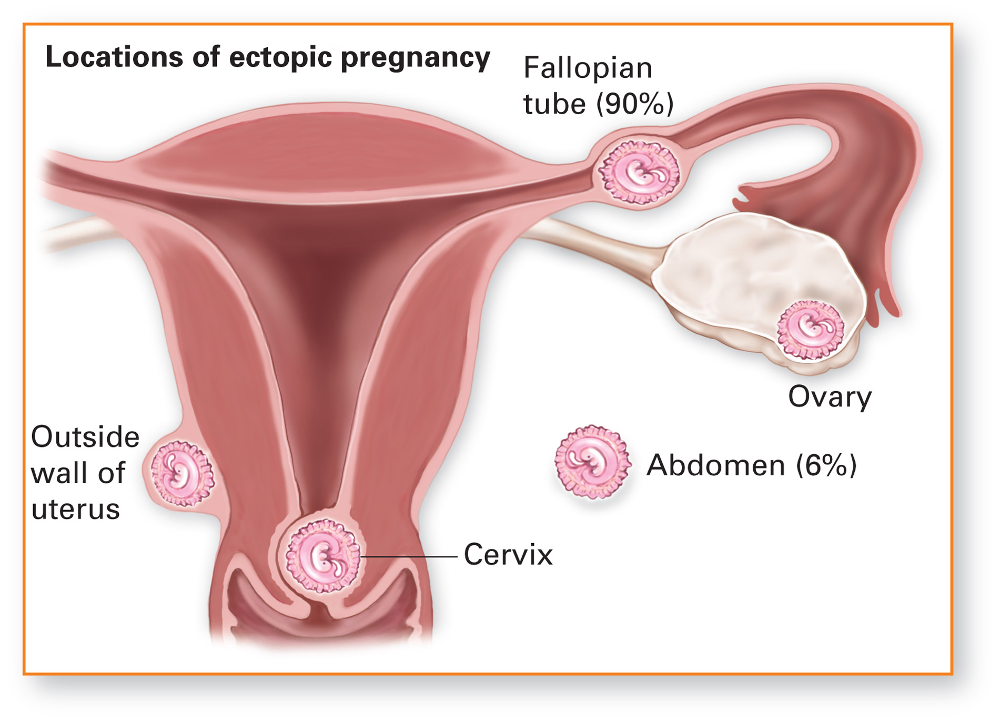 Locations of ectopic pregnancy
Fallopian
tube (90%)
Ovary
Outside
wall of
uterus
Abdomen (6%)
Cervix